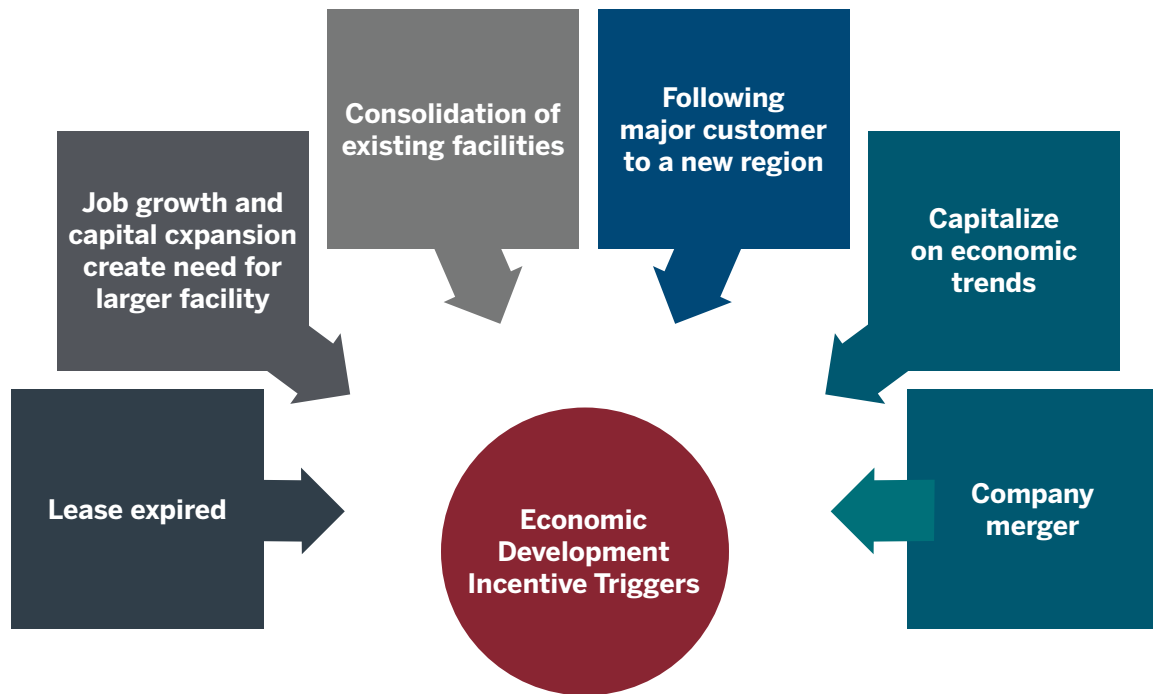 Consolidation of
existing facilities
Following
major customer
to a new region
Job growth and
capital cxpansion
create need for
larger facility
Capitalize
on economic
trends
Lease expired
Company
merger
Economic
Development
Incentive Triggers